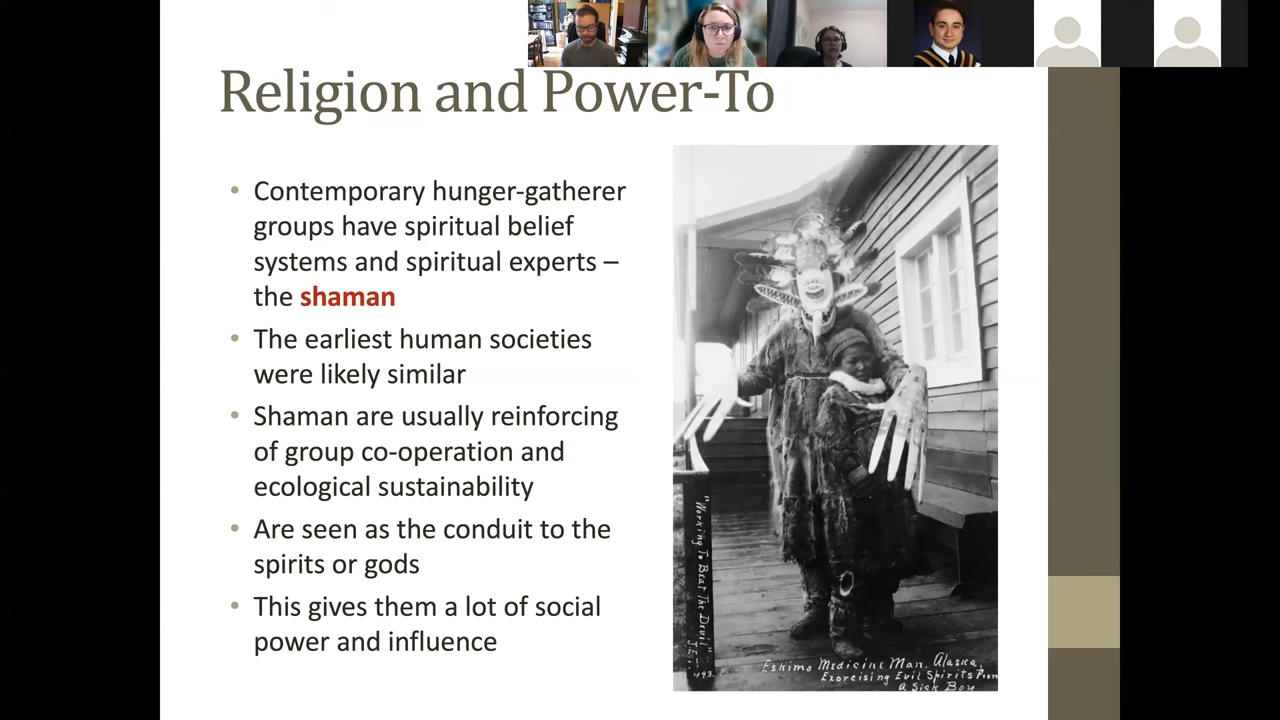 Religion and Power-To
• Contemporary hunger-gatherer
groups have spiritual belief
systems and spiritual experts –
the shaman
• The earliest human societies
were likely similar
• Shaman are usually reinforcing
of group co-operation and
ecological sustainability
• Are seen as the conduit to the
spirits or gods
• This gives them a lot of social
power and influence
"Working To Beat The Devil"
Eskimo Medicine Man, Alaska,
Exorcising Evil Spirits From
A Sick Boy